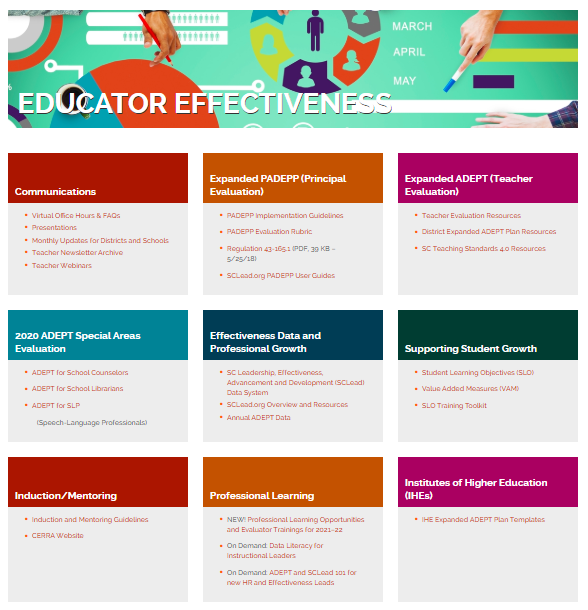 MARCH
APRIL
MAY
EDUCATOR EFFECTIVENESS
Communications
Virtual Office Hours & FAQs
Presentations
Monthly Updates for Districts and Schools
Teacher Newsletter Archive
Teacher Webinars
Expanded PADEPP (Principal
Evaluation)
PADEPP Implementation Guidelines
PADEPP Evaluation Rubric
Regulation 43-165.1 (PDF, 39 KB –
5/25/18)
SCLead.org PADEPP User Guides
Expanded ADEPT (Teacher
Evaluation)
Teacher Evaluation Resources
District Expanded ADEPT Plan Resources
SC Teaching Standards 4.0 Resources
2020 ADEPT Special Areas
Evaluation
ADEPT for School Counselors
ADEPT for School Librarians
ADEPT for SLP
(Speech-Language Professionals)
Effectiveness Data and
Professional Growth
SC Leadership, Effectiveness,
Advancement and Development (SCLead)
Data System
SCLead.org Overview and Resources
Annual ADEPT Data
Supporting Student Growth
Student Learning Objectives (SLO)
Value Added Measures (VAM)
SLO Training Toolkit
Induction/Mentoring
Induction and Mentoring Guidelines
CERRA Website
Professional Learning
NEW! Professional Learning Opportunities
and Evaluator Trainings for 2021-22
On Demand: Data Literacy for
Instructional Leaders
On Demand: ADEPT and SCLead 101 for
new HR and Effectiveness Leads
Institutes of Higher Education
(IHEs)
IHE Expanded ADEPT Plan Templates